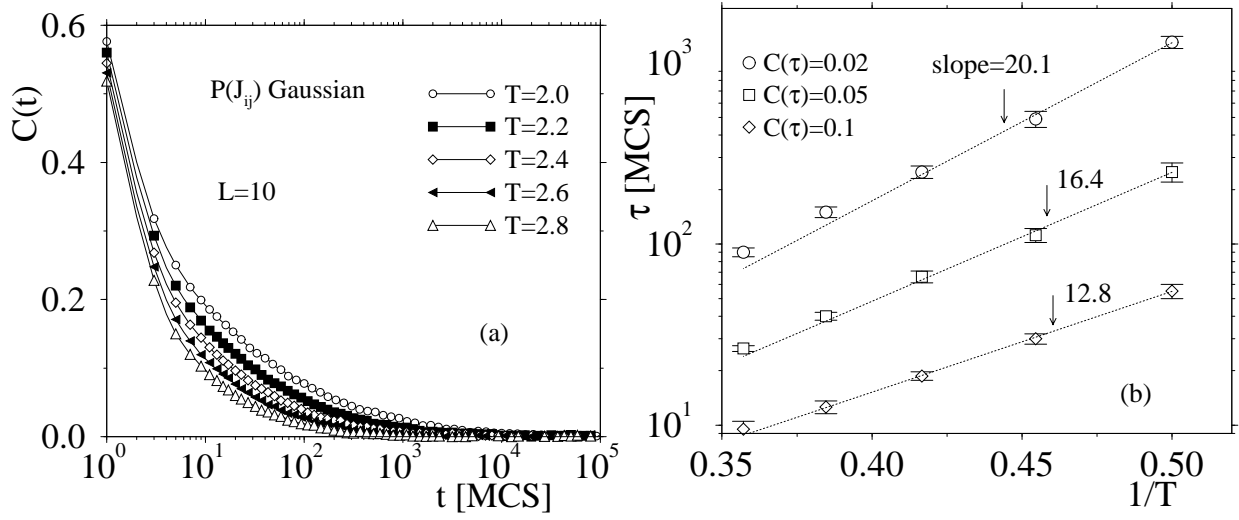 0.6
0.4
0.2
0.0
C(t)
P(J_{ij}) Gaussian
L=10
T=2.0
T=2.2
T=2.4
T=2.6
T=2.8
(a)
10^0
10^1
10^2
10^3
10^4
10^5
t [MCS]
10^3
10^2
10^1
τ [MCS]
C(τ)=0.02
C(τ)=0.05
C(τ)=0.1
slope=20.1
16.4
12.8
(b)
0.35
0.40
0.45
0.50
1/T